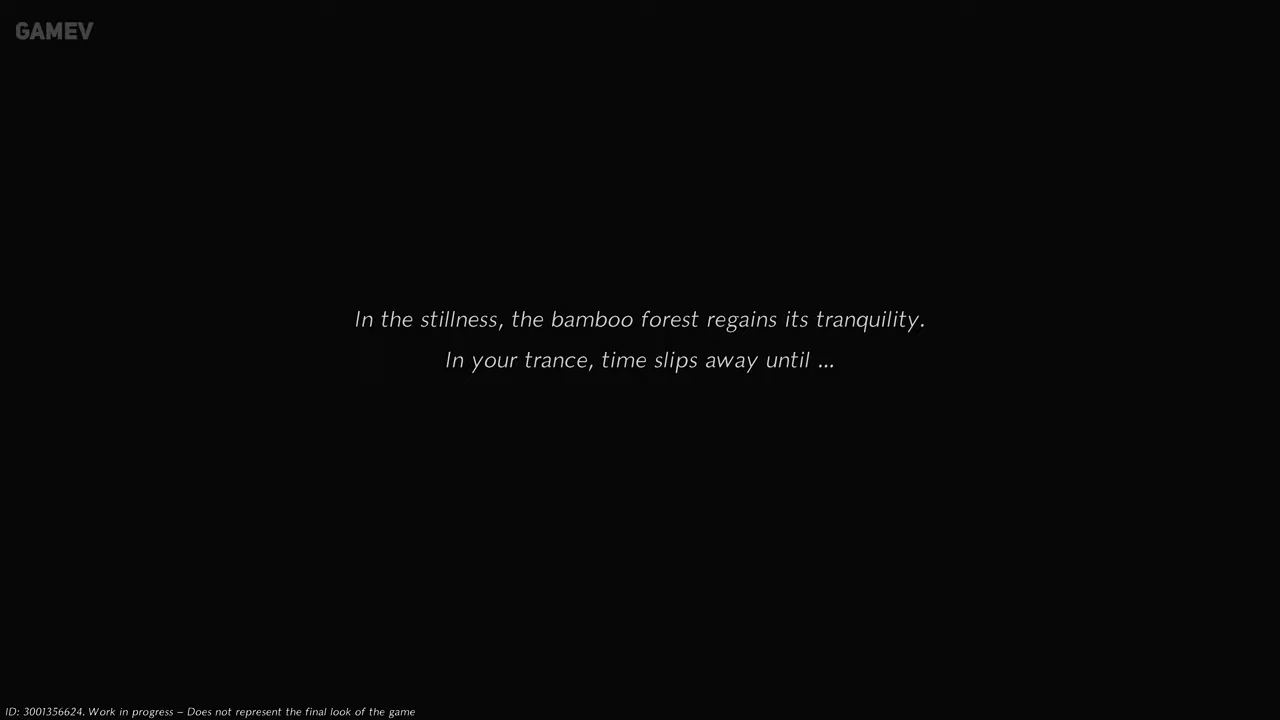 GAMEV
In the stillness, the bamboo forest regains its tranquility.
In your trance, time slips away until ...
ID: 3001356624. Work in progress – Does not represent the final look of the game